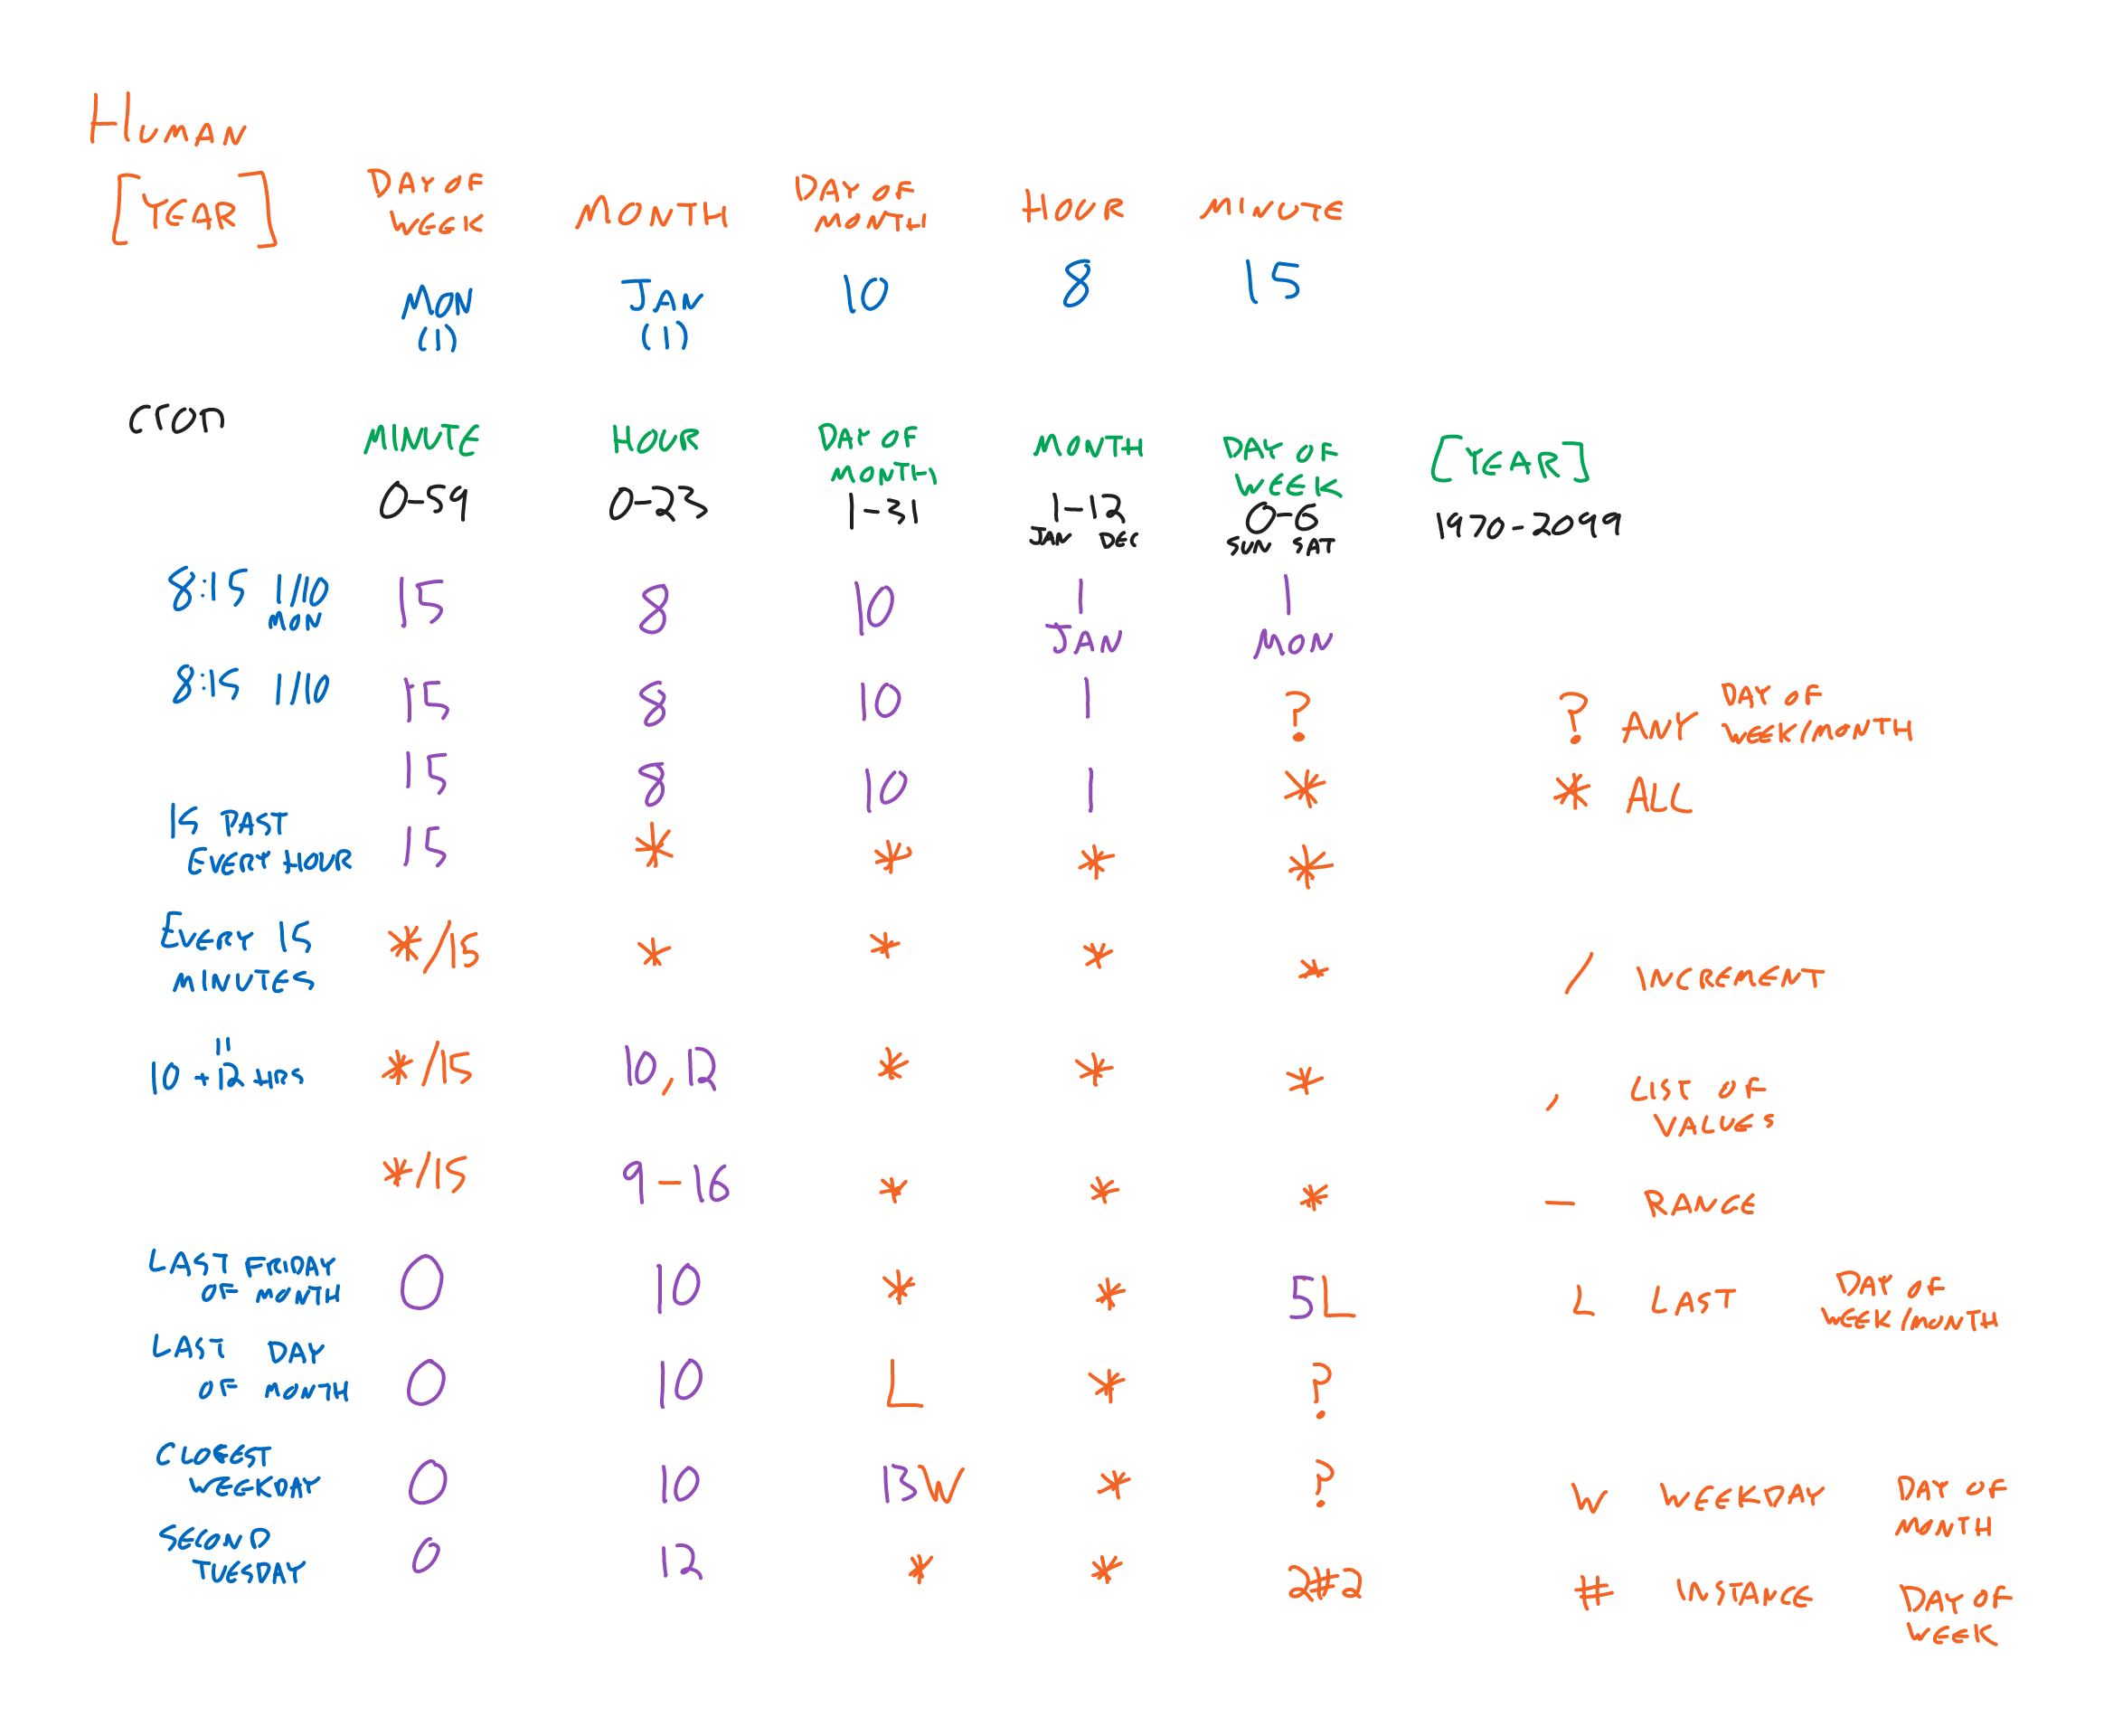 HUMAN
[YEAR] DAY OF WEEK MONTH DAY OF MONTH HOUR MINUTE
MON (1) JAN (1) 10 8 15
cron
MINUTE HOUR DAY OF MONTH MONTH DAY OF WEEK [YEAR]
0-59 0-23 1-31 1-12 0-6 1970-2099
JAN DEC SUN SAT
8:15 1/10 MON 15 8 10 1 JAN 1 MON
8:15 1/10 15 8 10 1 ? ? ANY DAY OF WEEK/MONTH
15 8 10 1 * * ALL
15 PAST EVERY HOUR 15 * * * *
EVERY 15 MINUTES */15 * * * * / INCREMENT
" 10+12 HRS */15 10,12 * * * , LIST OF VALUES
*/15 9-16 * * * - RANGE
LAST FRIDAY OF MONTH 0 10 * * 5L L LAST DAY OF WEEK/MONTH
LAST DAY OF MONTH 0 10 L * ?
CLOSEST WEEKDAY 0 10 13W * ? W WEEKDAY DAY OF MONTH
SECOND TUESDAY 0 12 * * 2#2 # INSTANCE DAY OF WEEK